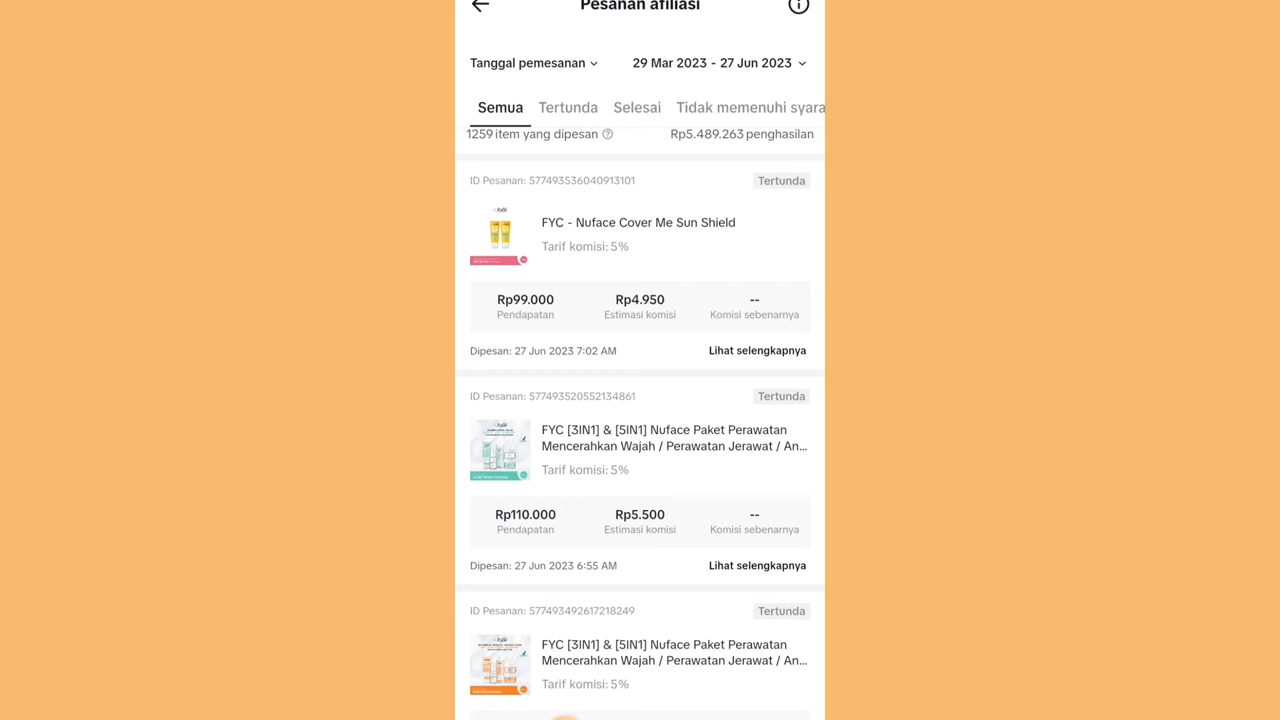 Pesanan afiliasi
Tanggal pemesanan
29 Mar 2023 - 27 Jun 2023
Semua Tertunda Selesai Tidak memenuhi syara
1259 item yang dipesan
Rp5.489.263 penghasilan
ID Pesanan: 577493536040913101
Tertunda
FYC - Nuface Cover Me Sun Shield
Tarif komisi: 5%
Rp99.000 Rp4.950 --
Pendapatan Estimasi komisi Komisi sebenarnya
Dipesan: 27 Jun 2023 7:02 AM
Lihat selengkapnya
ID Pesanan: 577493520552134861
Tertunda
FYC [3IN1] & [5IN1] Nuface Paket Perawatan
Mencerahkan Wajah / Perawatan Jerawat / An...
Tarif komisi: 5%
Rp110.000 Rp5.500 --
Pendapatan Estimasi komisi Komisi sebenarnya
Dipesan: 27 Jun 2023 6:55 AM
Lihat selengkapnya
ID Pesanan: 577493492617218249
Tertunda
FYC [3IN1] & [5IN1] Nuface Paket Perawatan
Mencerahkan Wajah / Perawatan Jerawat / An...
Tarif komisi: 5%